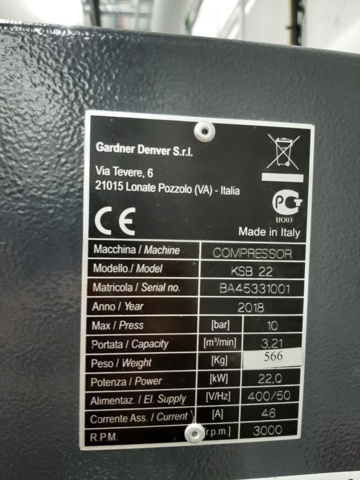 Gardner Denver S.r.l.
Via Tevere, 6
21015 Lonate Pozzolo (VA) - Italia
CE
Made in Italy
Macchina / Machine COMPRESSOR
Modello / Model KSB 22
Matricola / Serial no. BA45331001
Anno / Year 2018
Max / Press [bar] 10
Portata / Capacity [m³/min] 3,21
Peso / Weight [Kg] 566
Potenza / Power [kW] 22,0
Alimentaz. / El. Supply [V/Hz] 400/50
Corrente Ass. / Current [A] 46
R.P.M. r.p.m.] 3000